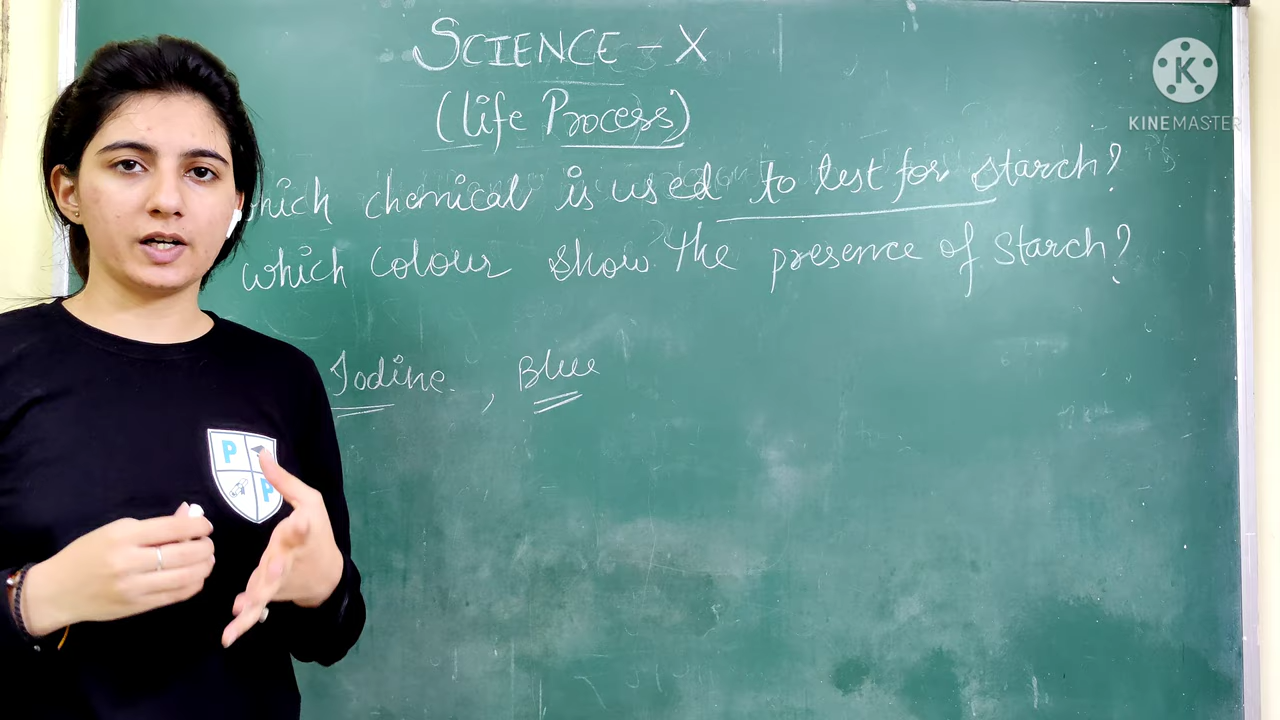 SCIENCE - X
(Life Process)
which chemical is used to test for starch?
which colour show the presence of starch?
Iodine. , Blue
P
P
K
KINEMASTER